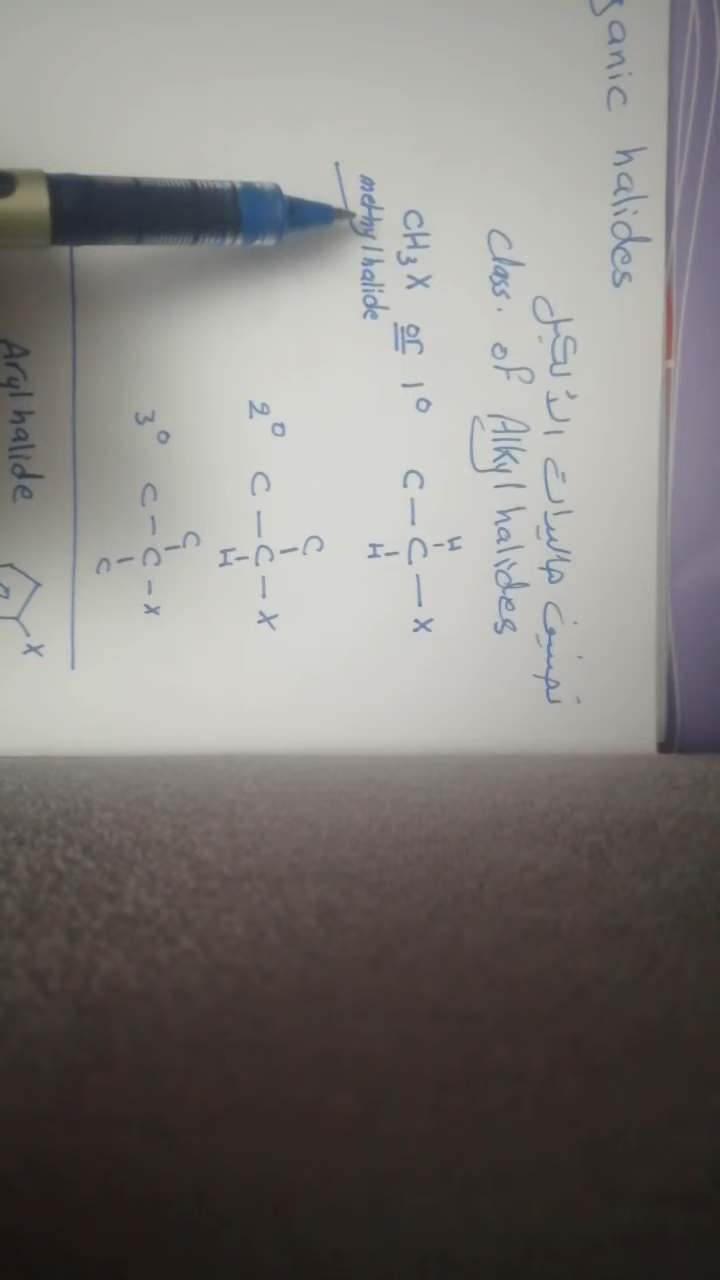 ganic halides
تصنيف هاليدات الألكيل
Class. of Alkyl halides
CH3X or 1° C-C-X
H
H
methyl halide
2° C-C-X
C
H
3° C-C-X
C
C
Aryl halide
X